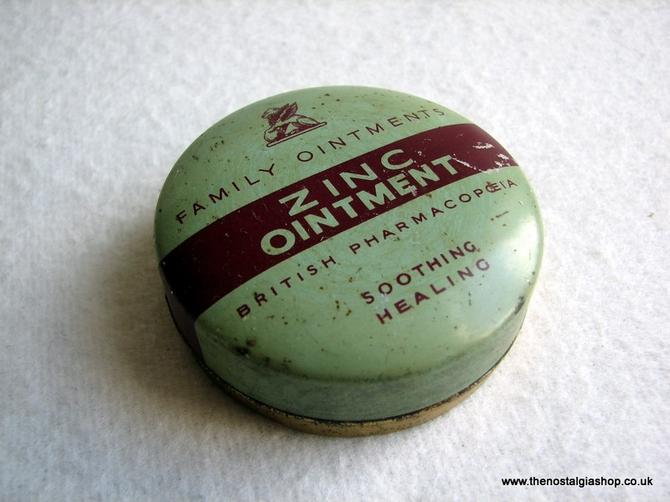 FAMILY OINTMENTS
ZINC
OINTMENT
BRITISH PHARMACOPŒIA
SOOTHING
HEALING
www.thenostalgiashop.co.uk